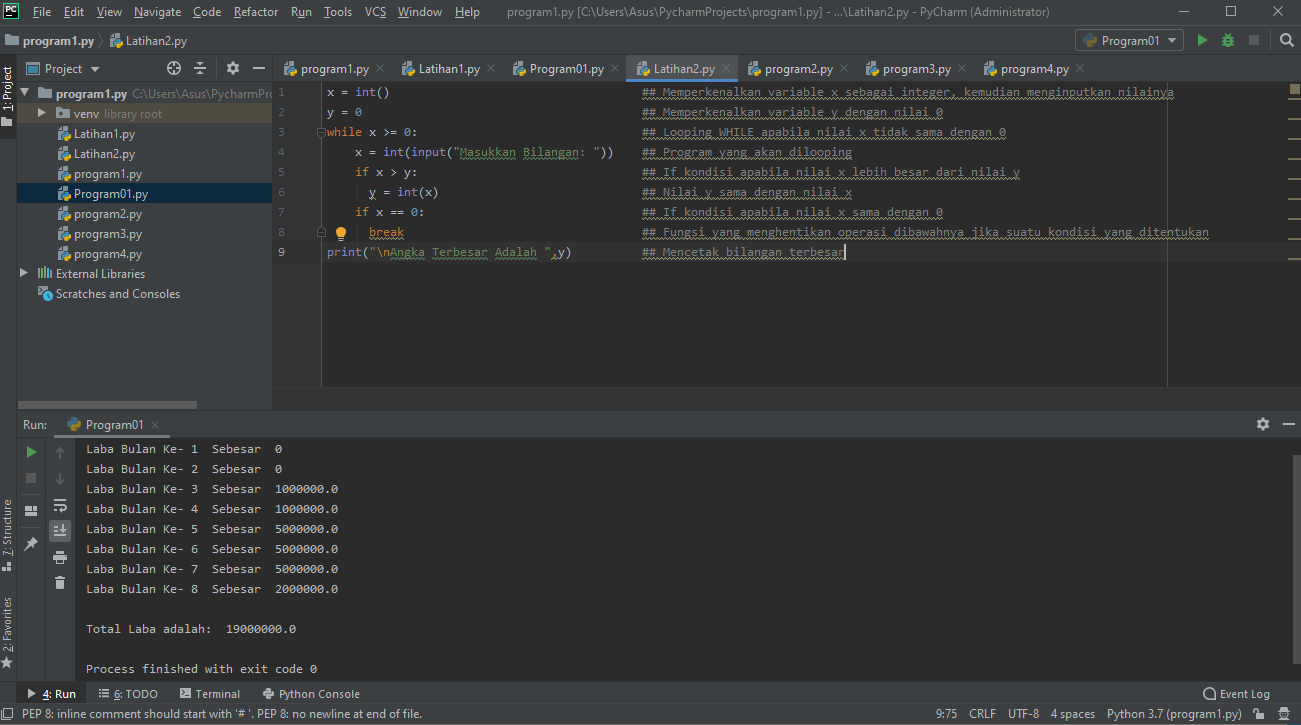 PC File Edit View Navigate Code Refactor Run Tools VCS Window Help program1.py [C:\Users\Asus\PycharmProjects\program1.py] - ...\Latihan2.py - PyCharm (Administrator)
program1.py Latihan2.py Program01
1: Project
Project
program1.py Latihan1.py Program01.py Latihan2.py program2.py program3.py program4.py
program1.py C:\Users\Asus\PycharmPro
venv library root
Latihan1.py
Latihan2.py
program1.py
Program01.py
program2.py
program3.py
program4.py
External Libraries
Scratches and Consoles
1 x = int() ## Memperkenalkan variable x sebagai integer, kemudian menginputkan nilainya
2 y = 0 ## Memperkenalkan variable y dengan nilai 0
3 while x >= 0: ## Looping WHILE apabila nilai x tidak sama dengan 0
4 x = int(input("Masukkan Bilangan: ")) ## Program yang akan dilooping
5 if x > y: ## If kondisi apabila nilai x lebih besar dari nilai y
6 y = int(x) ## Nilai y sama dengan nilai x
7 if x == 0: ## If kondisi apabila nilai x sama dengan 0
8 break ## Fungsi yang menghentikan operasi dibawahnya jika suatu kondisi yang ditentukan
9 print("\nAngka Terbesar Adalah ",y) ## Mencetak bilangan terbesar
Run: Program01
Laba Bulan Ke- 1 Sebesar 0
Laba Bulan Ke- 2 Sebesar 0
Laba Bulan Ke- 3 Sebesar 1000000.0
Laba Bulan Ke- 4 Sebesar 1000000.0
Laba Bulan Ke- 5 Sebesar 5000000.0
Laba Bulan Ke- 6 Sebesar 5000000.0
Laba Bulan Ke- 7 Sebesar 5000000.0
Laba Bulan Ke- 8 Sebesar 2000000.0
Total Laba adalah: 19000000.0
Process finished with exit code 0
7: Structure
2: Favorites
4: Run 6: TODO Terminal Python Console Event Log
PEP 8: inline comment should start with '# '. PEP 8: no newline at end of file. 9:75 CRLF UTF-8 4 spaces Python 3.7 (program1.py)